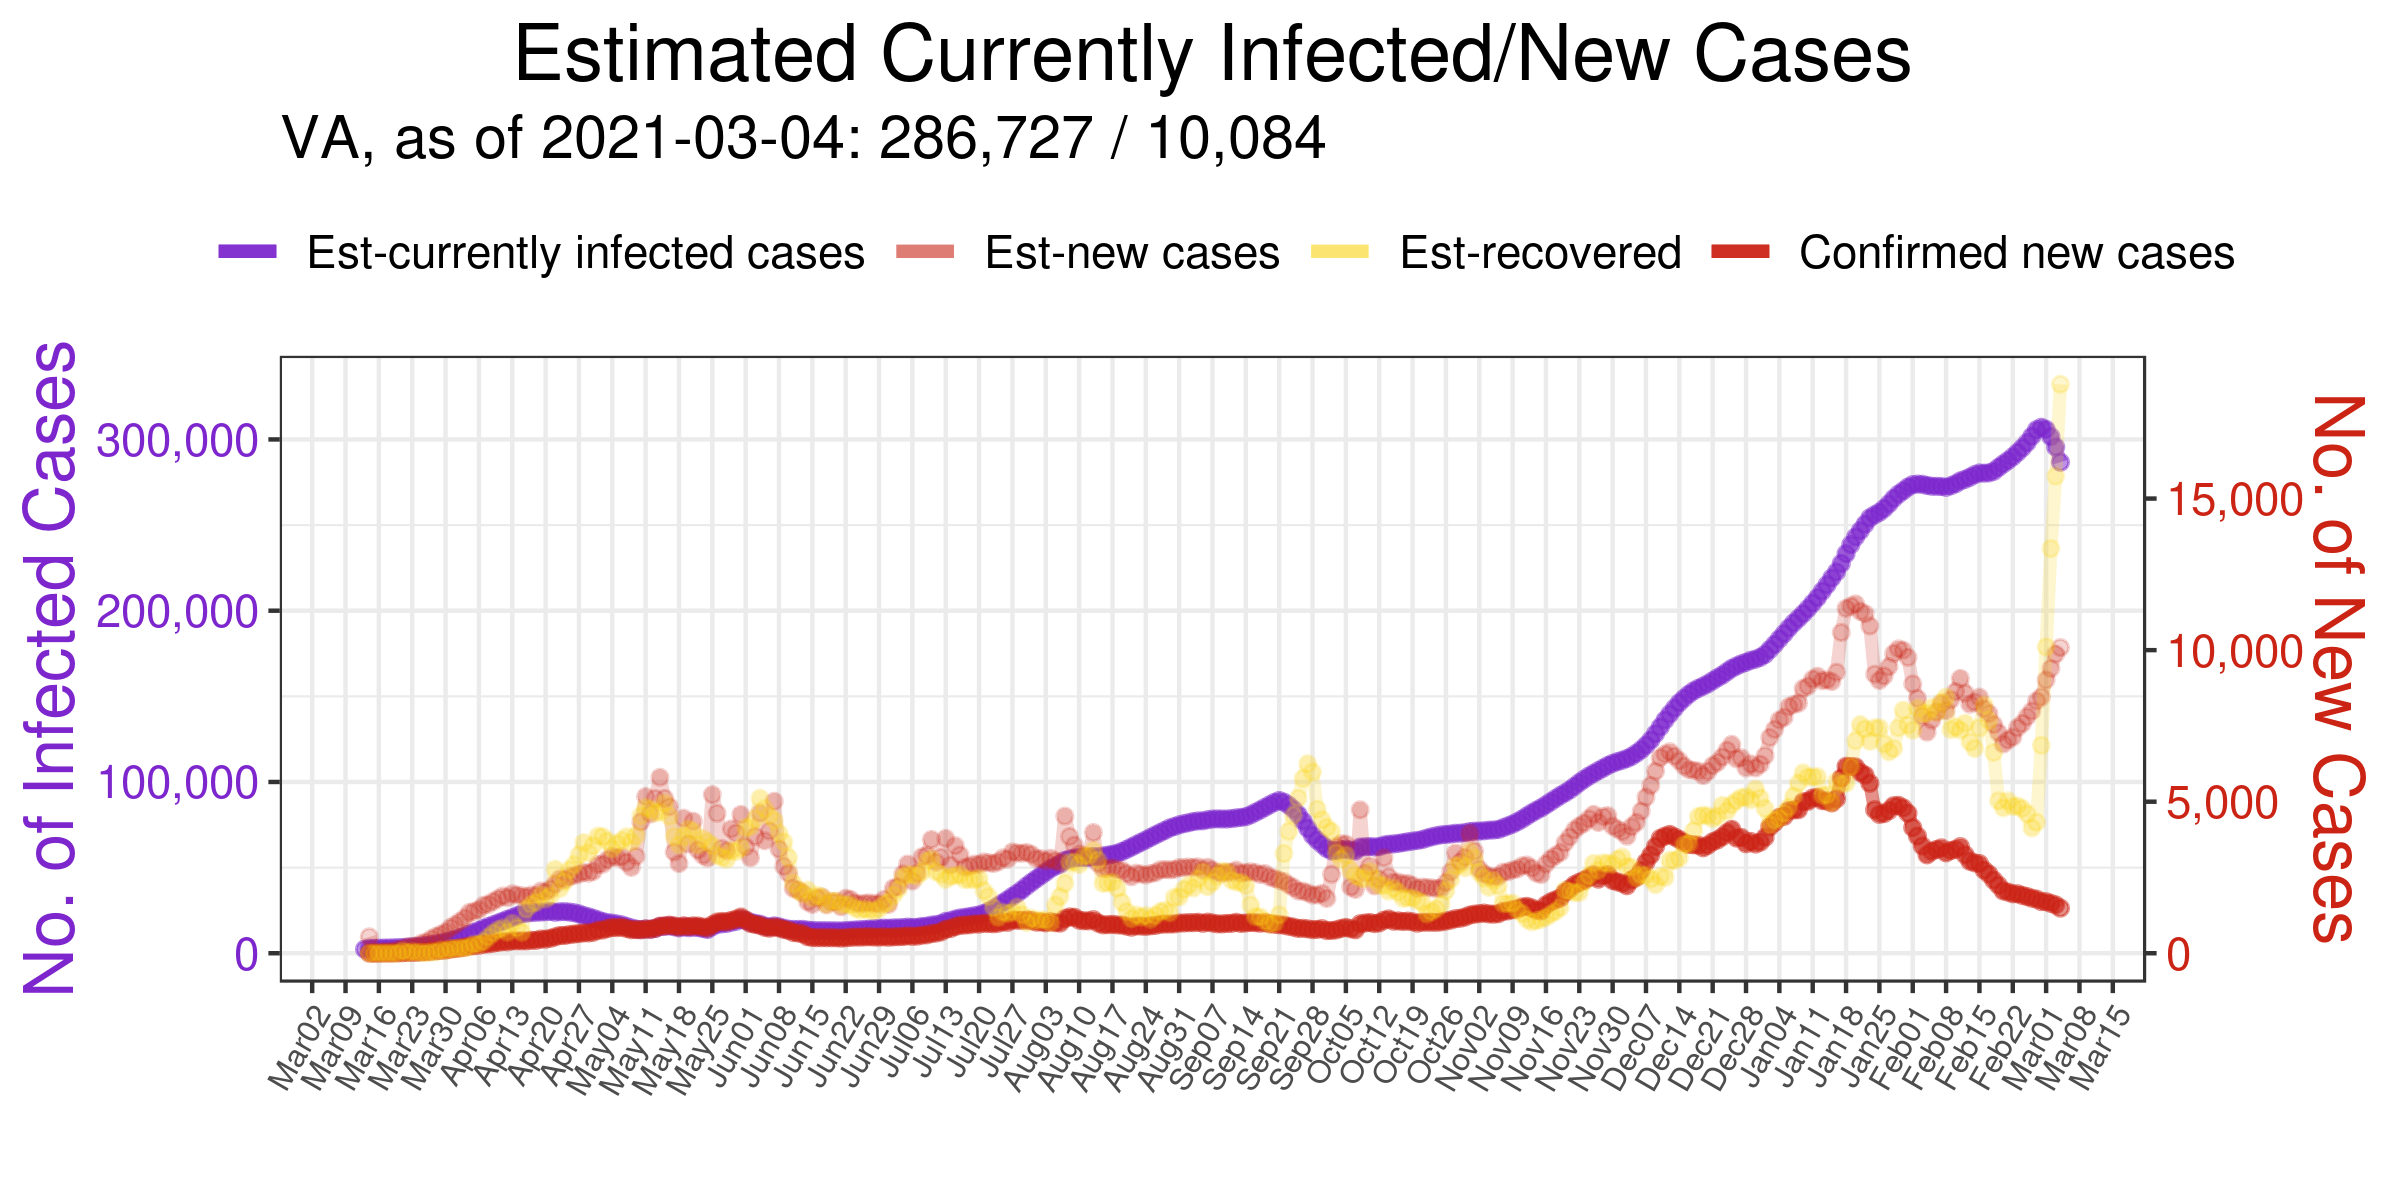 Estimated Currently Infected/New Cases
VA, as of 2021-03-04: 286,727 / 10,084
Est-currently infected cases Est-new cases Est-recovered Confirmed new cases
No. of Infected Cases
300,000
200,000
100,000
0
15,000
10,000
5,000
0
No. of New Cases
Mar02
Mar09
Mar16
Mar23
Mar30
Apr06
Apr13
Apr20
Apr27
May04
May11
May18
May25
Jun01
Jun08
Jun15
Jun22
Jun29
Jul06
Jul13
Jul20
Jul27
Aug03
Aug10
Aug17
Aug24
Aug31
Sep07
Sep14
Sep21
Sep28
Oct05
Oct12
Oct19
Oct26
Nov02
Nov09
Nov16
Nov23
Nov30
Dec07
Dec14
Dec21
Dec28
Jan04
Jan11
Jan18
Jan25
Feb01
Feb08
Feb15
Feb22
Mar01
Mar08
Mar15